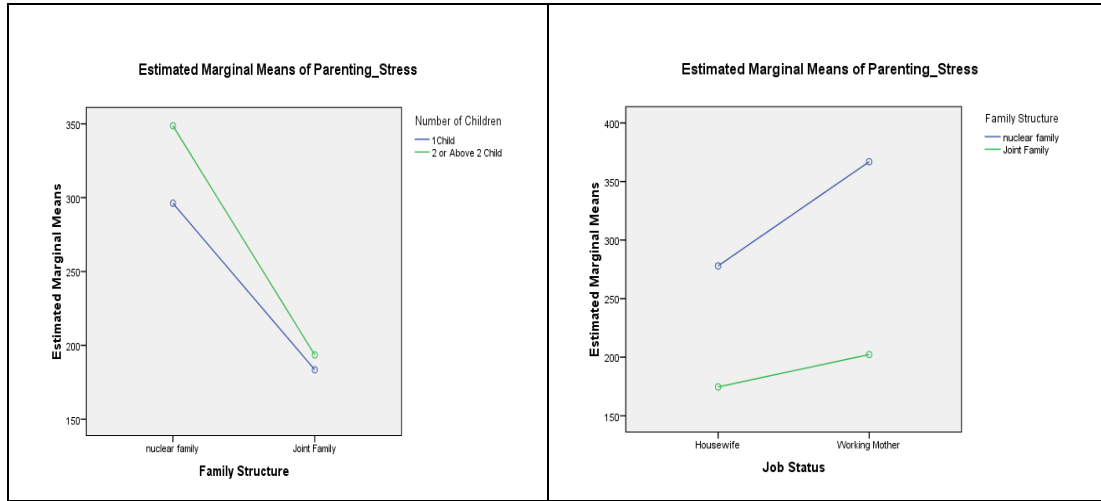 Estimated Marginal Means of Parenting_Stress
Number of Children
1Child
2 or Above 2 Child
350
300
250
200
150
Estimated Marginal Means
nuclear family
Joint Family
Family Structure
Estimated Marginal Means of Parenting_Stress
Family Structure
nuclear family
Joint Family
400
350
300
250
200
150
Estimated Marginal Means
Housewife
Working Mother
Job Status